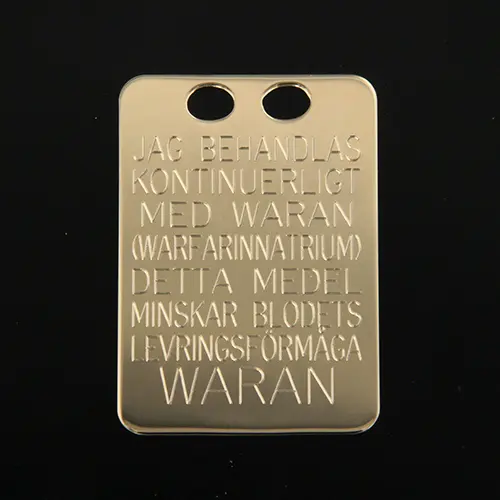 JAG BEHANDLAS
KONTINUERLIGT
MED WARAN
(WARFARINNATRIUM)
DETTA MEDEL
MINSKAR BLODETS
LEVRINGSFÖRMÅGA
WARAN